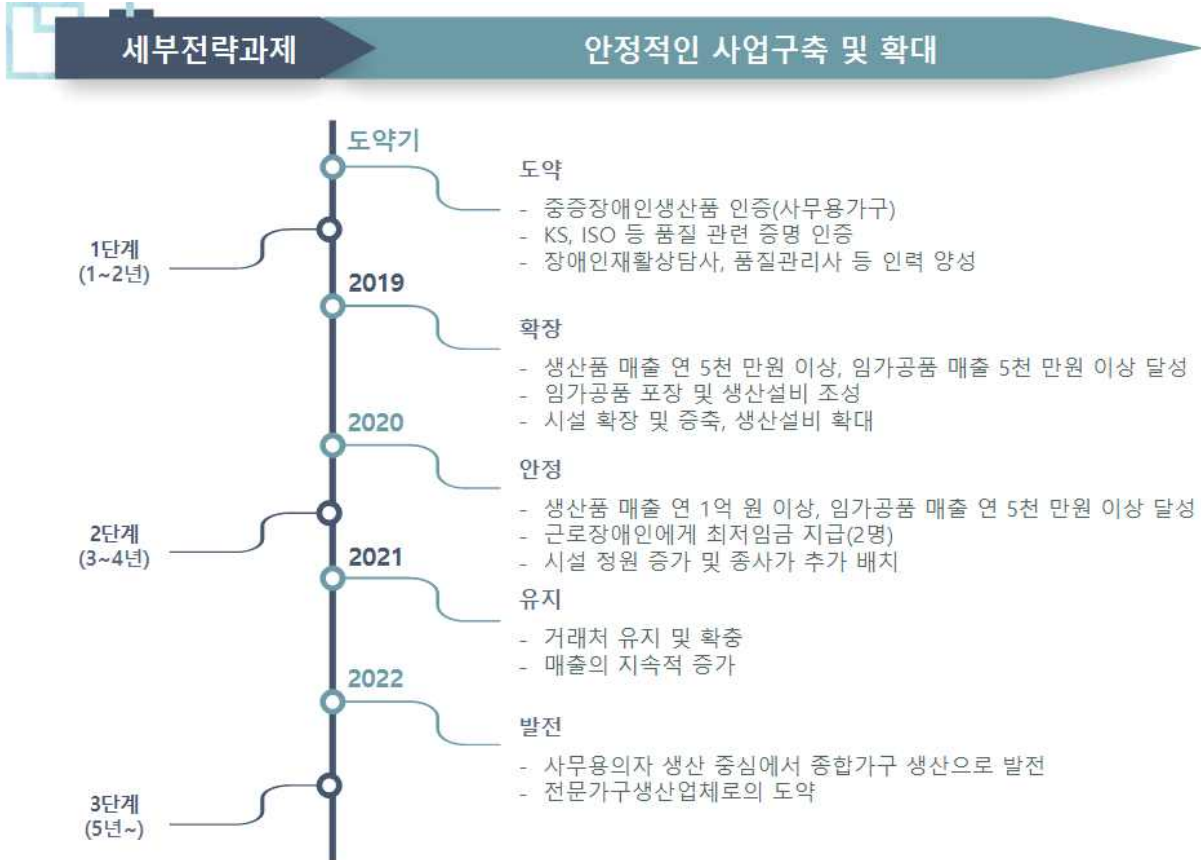 세부전략과제
안정적인 사업구축 및 확대
도약기
도약
- 중증장애인생산품 인증(사무용가구)
- KS, ISO 등 품질 관련 증명 인증
- 장애인재활상담사, 품질관리사 등 인력 양성
1단계
(1~2년)
2019
확장
- 생산품 매출 연 5천 만원 이상, 임가공품 매출 5천 만원 이상 달성
- 임가공품 포장 및 생산설비 조성
- 시설 확장 및 증축, 생산설비 확대
2020
안정
- 생산품 매출 연 1억 원 이상, 임가공품 매출 연 5천 만원 이상 달성
- 근로장애인에게 최저임금 지급(2명)
- 시설 정원 증가 및 종사가 추가 배치
2단계
(3~4년)
2021
유지
- 거래처 유지 및 확충
- 매출의 지속적 증가
2022
발전
- 사무용의자 생산 중심에서 종합가구 생산으로 발전
- 전문가구생산업체로의 도약
3단계
(5년~)